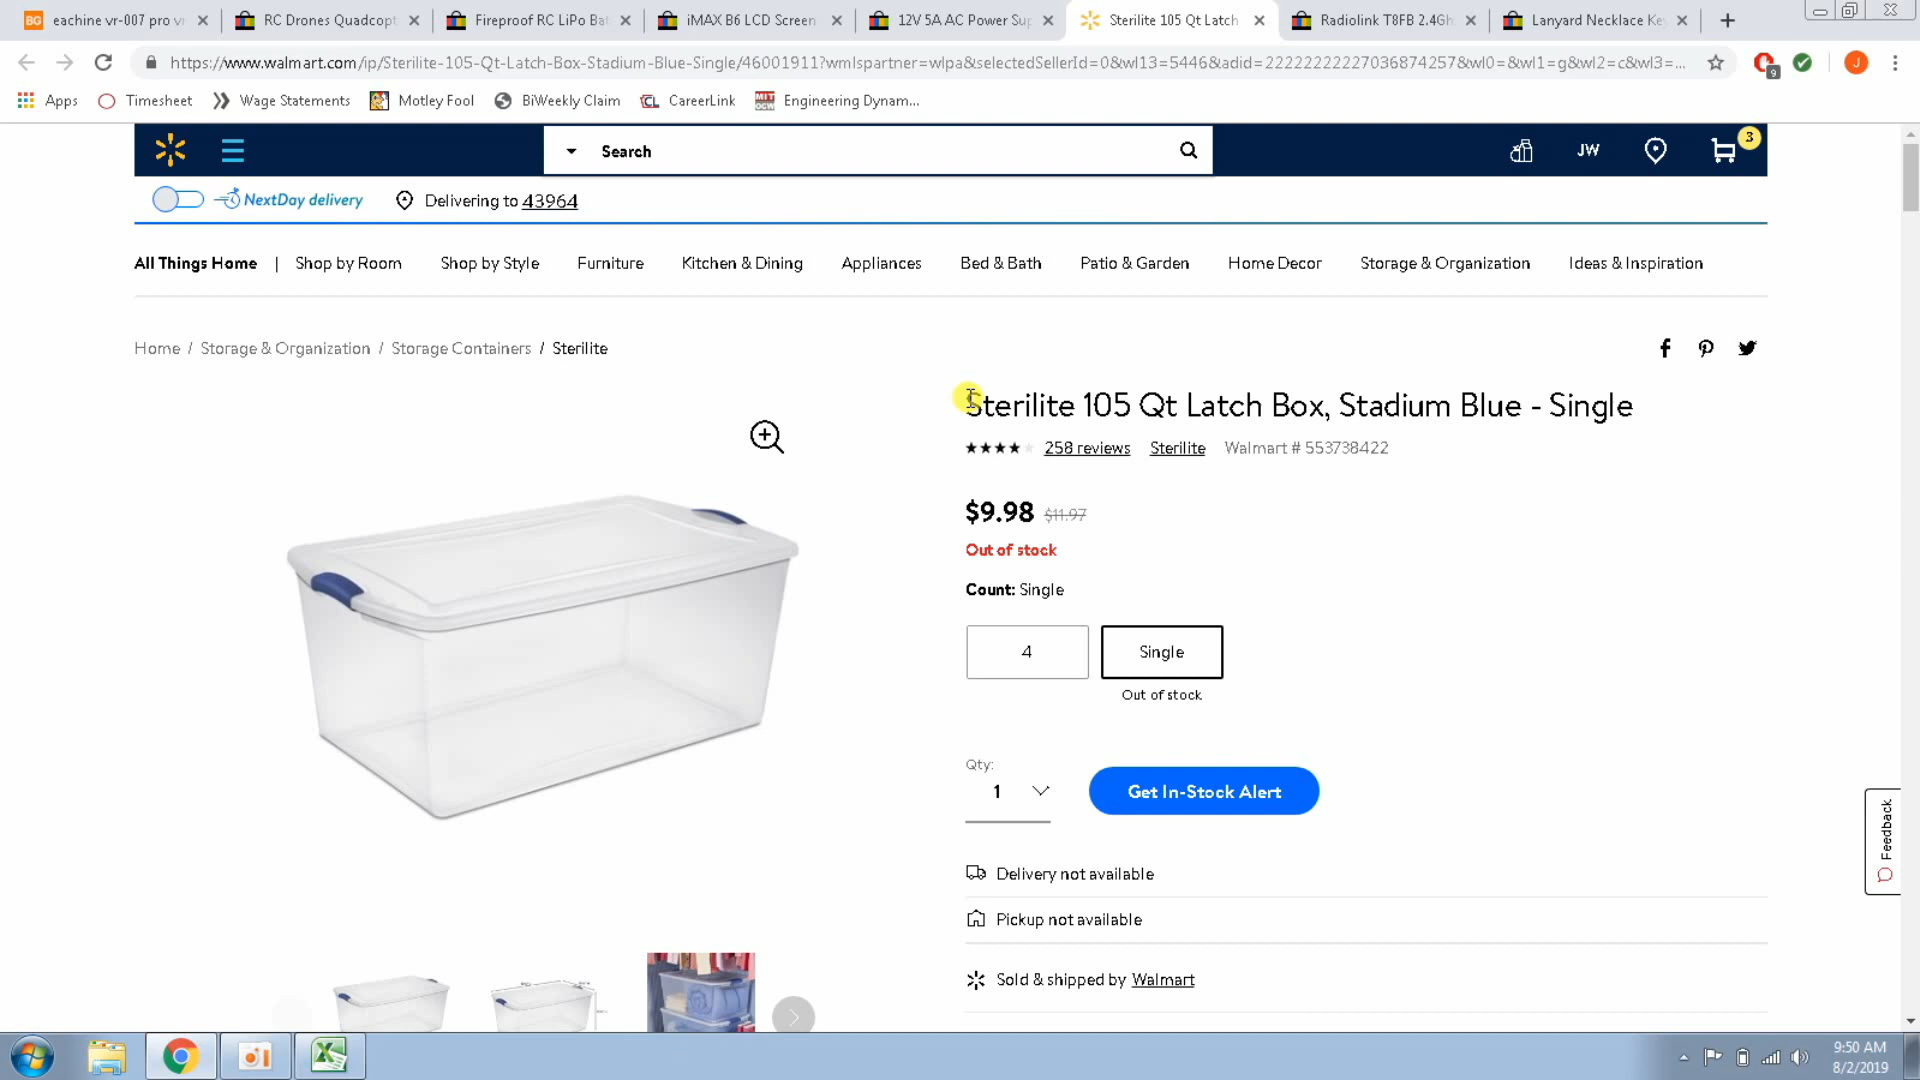 eachine vr-007 pro vr
RC Drones Quadcopt
Fireproof RC LiPo Bat
iMAX B6 LCD Screen
12V 5A AC Power Sup
Sterilite 105 Qt Latch
Radiolink T8FB 2.4Gh
Lanyard Necklace Ke
https://www.walmart.com/ip/Sterilite-105-Qt-Latch-Box-Stadium-Blue-Single/46001911?wmlspartner=wlpa&selectedSellerId=0&wl13=5446&adid=22222222227036874257&wl0=&wl1=g&wl2=c&wl3=...
9
J
Apps
Timesheet
Wage Statements
Motley Fool
BiWeekly Claim
CareerLink
Engineering Dynam...
Search
JW
3
NextDay delivery
Delivering to 43964
All Things Home | Shop by Room Shop by Style Furniture Kitchen & Dining Appliances Bed & Bath Patio & Garden Home Decor Storage & Organization Ideas & Inspiration
Home / Storage & Organization / Storage Containers / Sterilite
Sterilite 105 Qt Latch Box, Stadium Blue - Single
258 reviews Sterilite Walmart # 553738422
$9.98 $11.97
Out of stock
Count: Single
4
Single
Out of stock
Qty:
1
Get In-Stock Alert
Feedback
Delivery not available
Pickup not available
Sold & shipped by Walmart
9:50 AM
8/2/2019